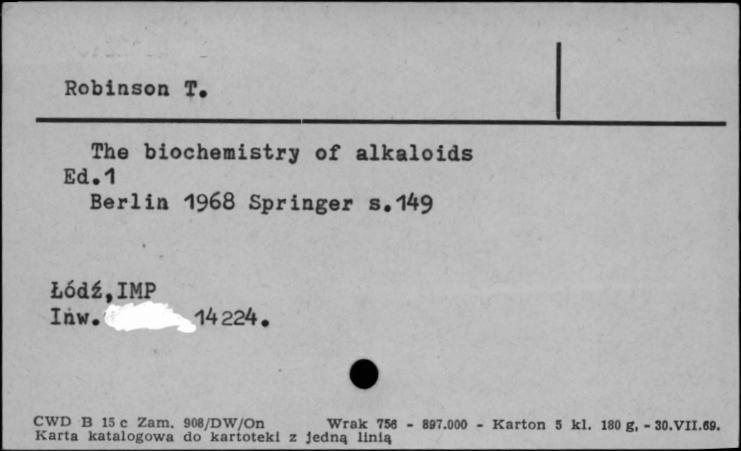 Robinson T.
The biochemistry of alkaloids
Ed.1
Berlin 1968 Springer s.149
Łódź,IMP
Inw. 14224.
CWD B 15 c Zam. 908/DW/On Wrak 756 - 897.000 - Karton 5 kl. 180 g, - 30.VII.69.
Karta katalogowa do kartoteki z jedną linią